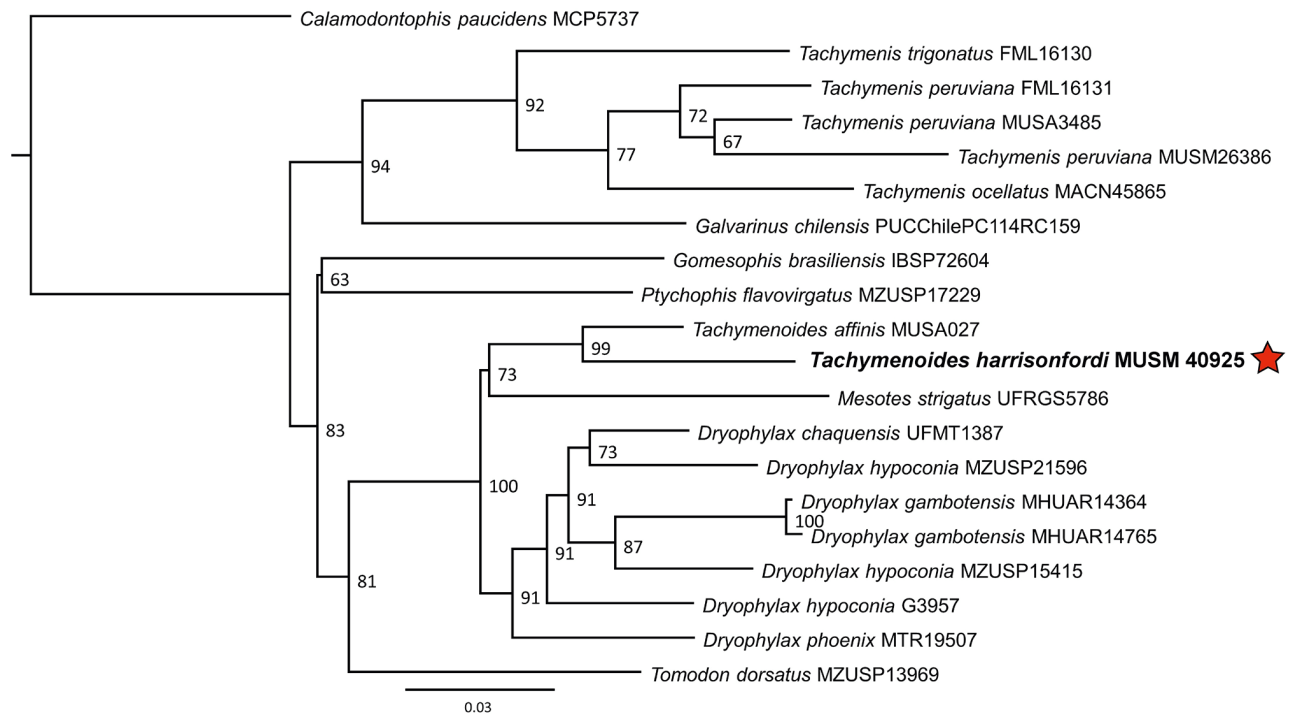 Calamodontophis paucidens MCP5737
Tachymenis trigonatus FML16130
Tachymenis peruviana FML16131
Tachymenis peruviana MUSA3485
Tachymenis peruviana MUSM26386
Tachymenis ocellatus MACN45865
Galvarinus chilensis PUCChilePC114RC159
Gomesophis brasiliensis IBSP72604
Ptychophis flavovirgatus MZUSP17229
Tachymenoides affinis MUSA027
Tachymenoides harrisonfordi MUSM 40925
Mesotes strigatus UFRGS5786
Dryophylax chaquensis UFMT1387
Dryophylax hypoconia MZUSP21596
Dryophylax gambotensis MHUAR14364
Dryophylax gambotensis MHUAR14765
Dryophylax hypoconia MZUSP15415
Dryophylax hypoconia G3957
Dryophylax phoenix MTR19507
Tomodon dorsatus MZUSP13969
92
72
67
77
94
63
99
73
83
73
100
91
100
87
91
91
81
0.03